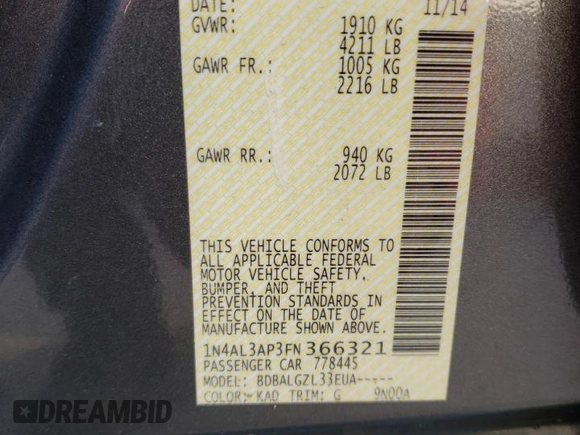 DATE: 11/14
GVWR: 1910 KG
4211 LB
GAWR FR.: 1005 KG
2216 LB
GAWR RR.: 940 KG
2072 LB
THIS VEHICLE CONFORMS TO
ALL APPLICABLE FEDERAL
MOTOR VEHICLE SAFETY,
BUMPER, AND THEFT
PREVENTION STANDARDS IN
EFFECT ON THE DATE OF
MANUFACTURE SHOWN ABOVE.
1N4AL3AP3FN366321
PASSENGER CAR 778445
MODEL: BDBALGZL33EUA-----
COLOR: KAD TRIM: G 9N00A
DREAMBID